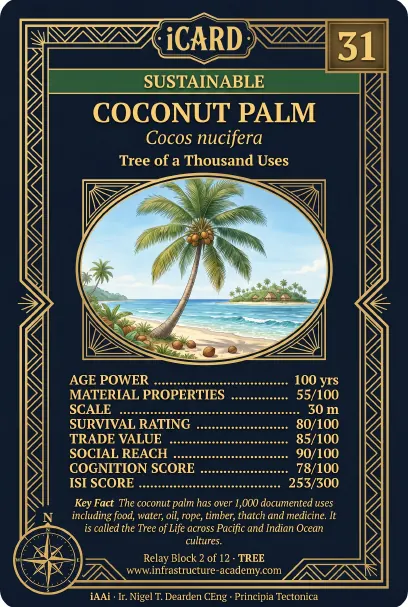 iCARD
31
SUSTAINABLE
COCONUT PALM
Cocos nucifera
Tree of a Thousand Uses
AGE POWER ................................ 100 yrs
MATERIAL PROPERTIES .............. 55/100
SCALE ............................................. 30 m
SURVIVAL RATING ...................... 80/100
TRADE VALUE ............................... 85/100
SOCIAL REACH .............................. 90/100
COGNITION SCORE ..................... 78/100
ISI SCORE .................................... 253/300
Key Fact The coconut palm has over 1,000 documented uses
including food, water, oil, rope, timber, thatch and medicine. It
is called the Tree of Life across Pacific and Indian Ocean
cultures.
N
Relay Block 2 of 12 · TREE
www.infrastructure-academy.com
iAAi · Ir. Nigel T. Dearden CEng · Principia Tectonica